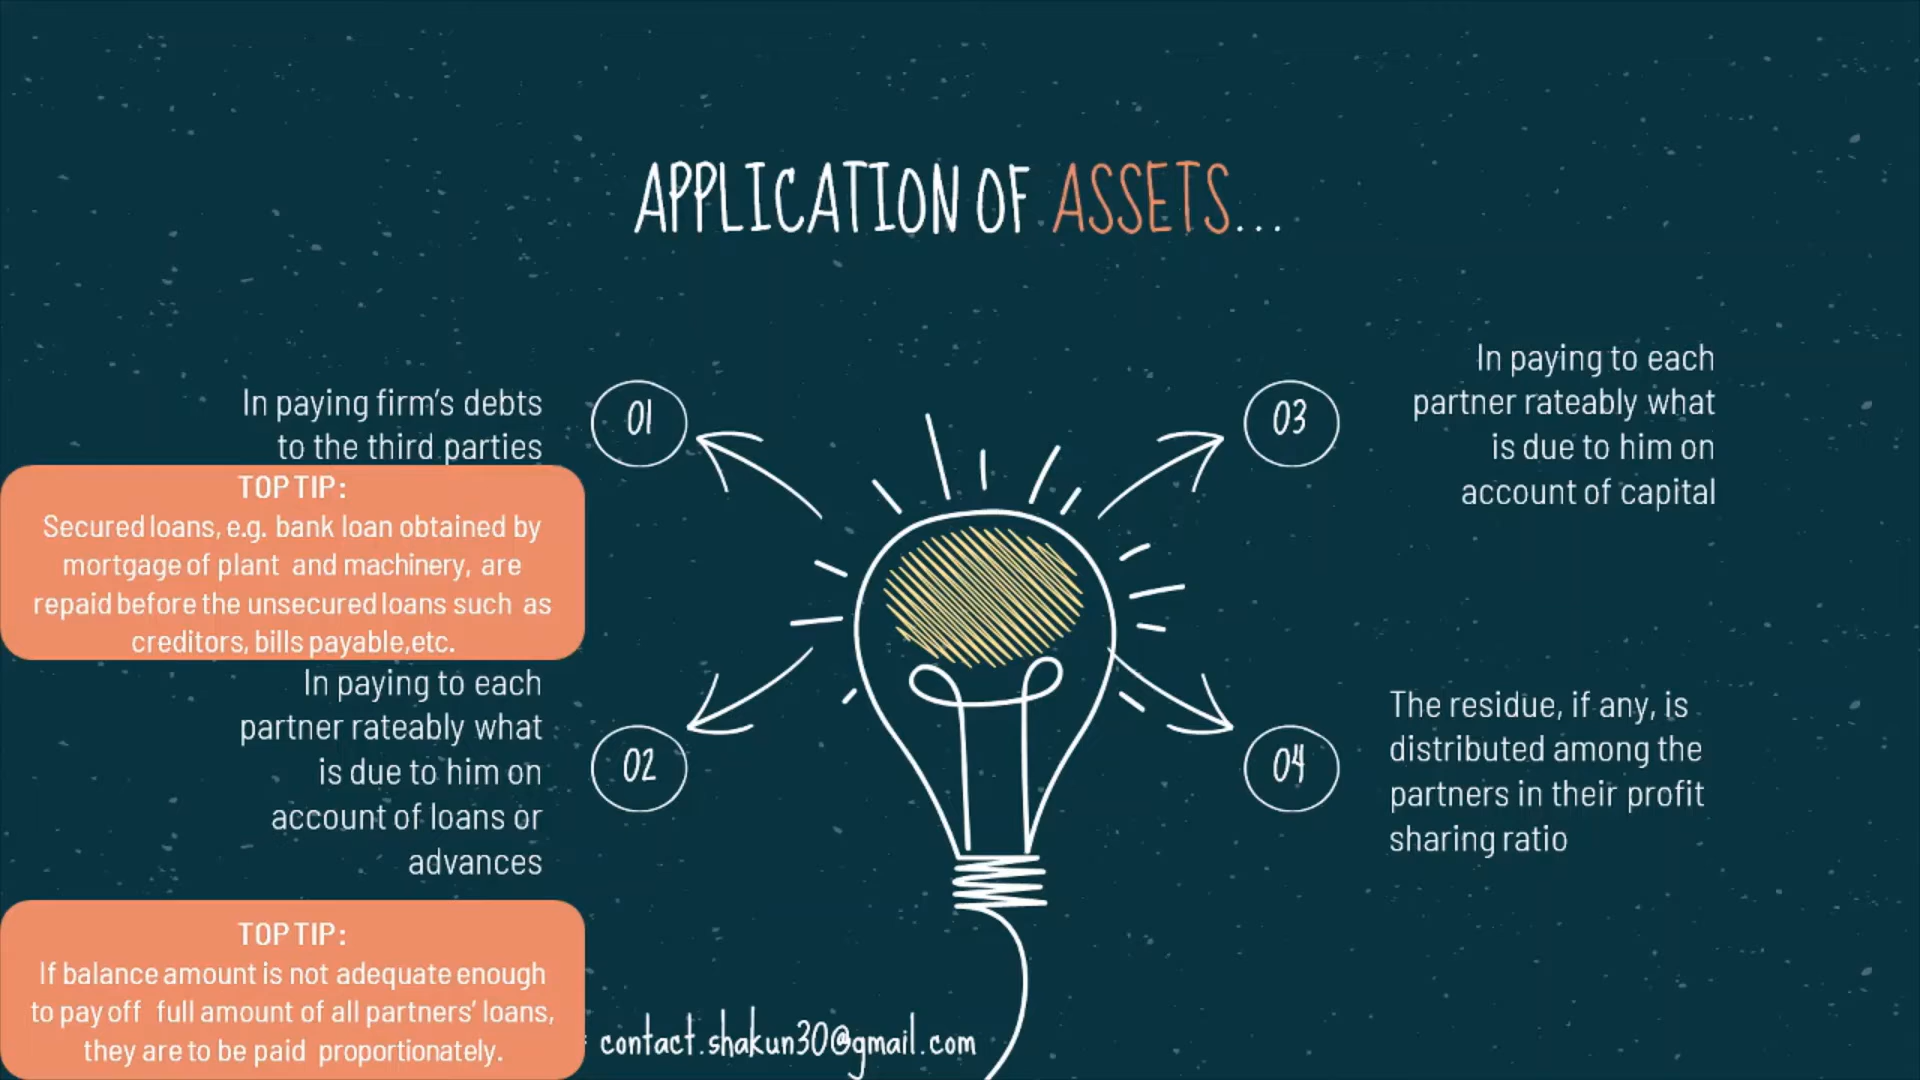 APPLICATION OF ASSETS...
01
In paying firm's debts
to the third parties
TOP TIP:
Secured loans, e.g. bank loan obtained by
mortgage of plant and machinery, are
repaid before the unsecured loans such as
creditors, bills payable,etc.
02
In paying to each
partner rateably what
is due to him on
account of loans or
advances
TOP TIP:
If balance amount is not adequate enough
to pay off full amount of all partners' loans,
they are to be paid proportionately.
03
In paying to each
partner rateably what
is due to him on
account of capital
04
The residue, if any, is
distributed among the
partners in their profit
sharing ratio
contact.shakun30@gmail.com